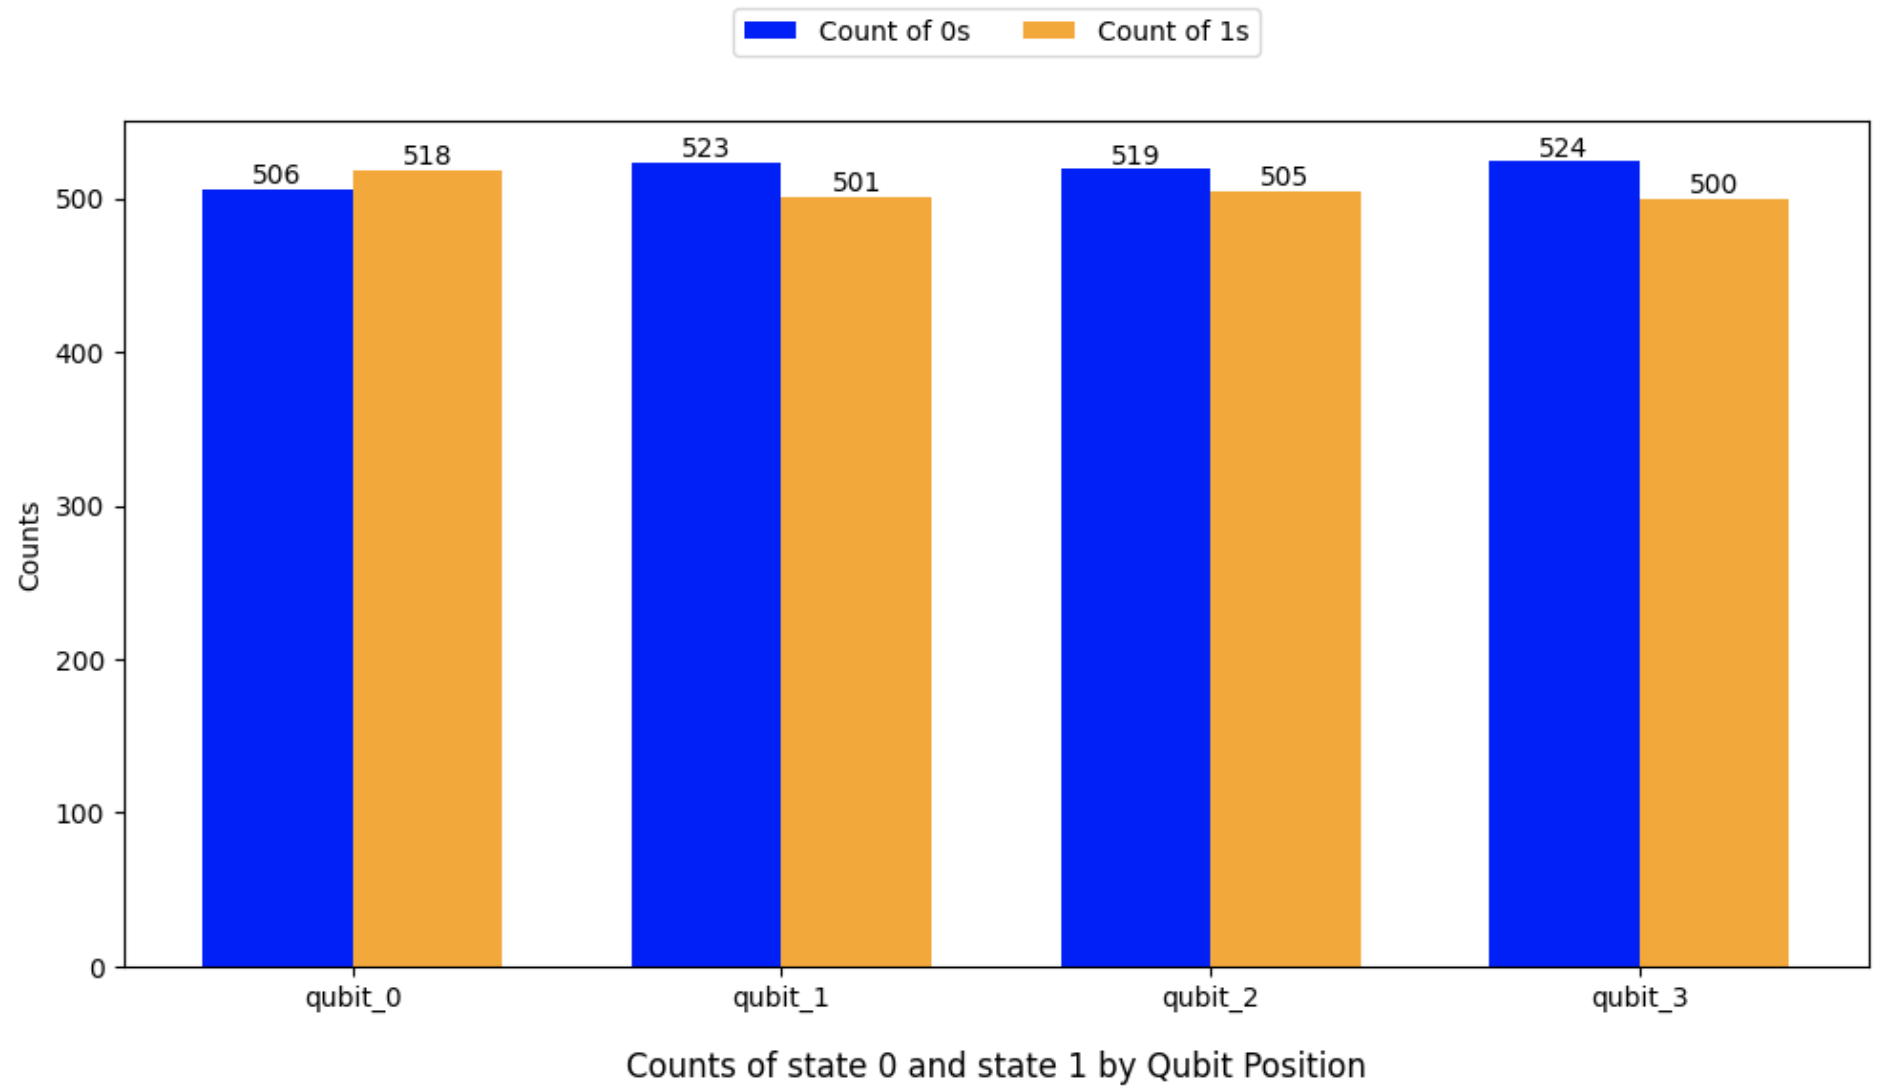 Count of 0s Count of 1s
506 518 523 501 519 505 524 500
500
400
300
200
100
0
Counts
qubit_0 qubit_1 qubit_2 qubit_3
Counts of state 0 and state 1 by Qubit Position